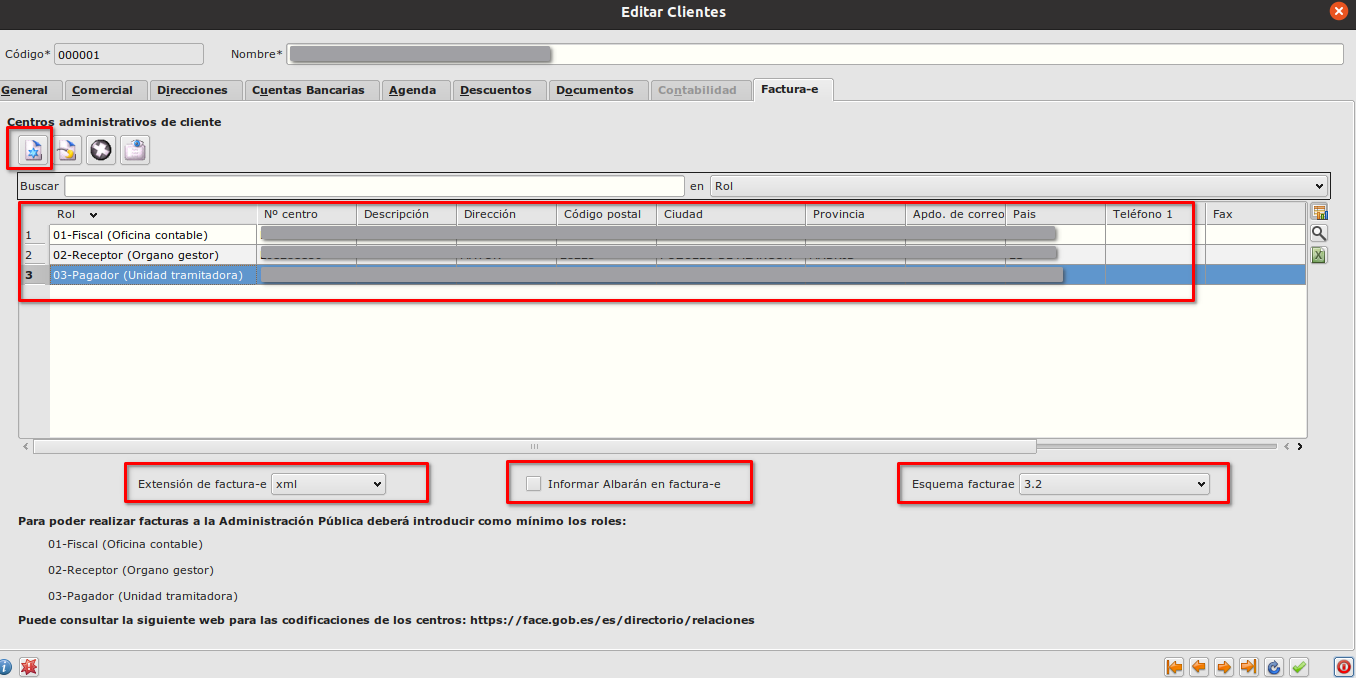 Editar Clientes
Código* 000001 Nombre*
General Comercial Direcciones Cuentas Bancarias Agenda Descuentos Documentos Contabilidad Factura-e
Centros administrativos de cliente
Buscar en Rol
Rol Nº centro Descripción Dirección Código postal Ciudad Provincia Apdo. de correo Pais Teléfono 1 Fax
1 01-Fiscal (Oficina contable)
2 02-Receptor (Organo gestor)
3 03-Pagador (Unidad tramitadora)
Extensión de factura-e xml Informar Albarán en factura-e Esquema facturae 3.2
Para poder realizar facturas a la Administración Pública deberá introducir como mínimo los roles:
01-Fiscal (Oficina contable)
02-Receptor (Organo gestor)
03-Pagador (Unidad tramitadora)
Puede consultar la siguiente web para las codificaciones de los centros: https://face.gob.es/es/directorio/relaciones